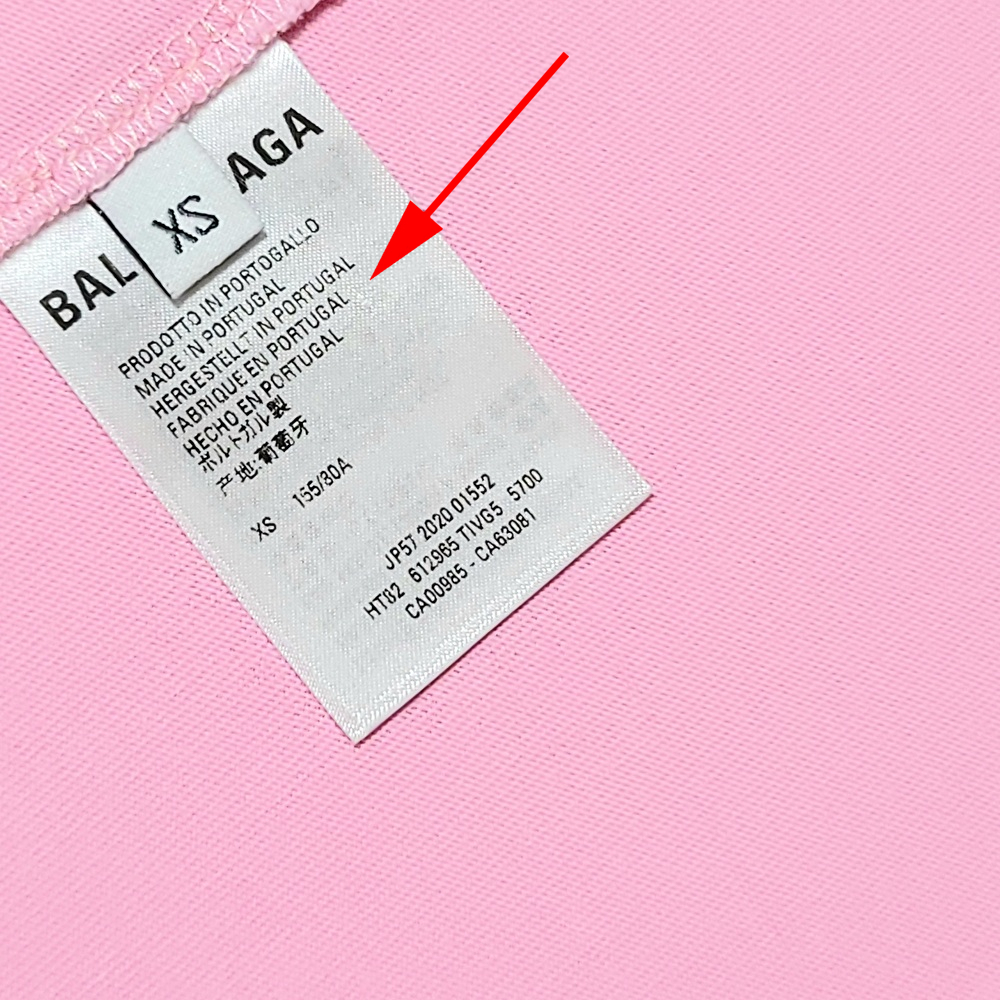 BAL AGA
XS
PRODOTTO IN PORTOGALLO
MADE IN PORTUGAL
HERGESTELLT IN PORTUGAL
FABRIQUE EN PORTUGAL
HECHO EN PORTUGAL
ポルトガル製
产地:葡萄牙
XS 155/80A
JP57 2020 01552
HT82 612965 TIVG5 5700
CA00985 - CA63081